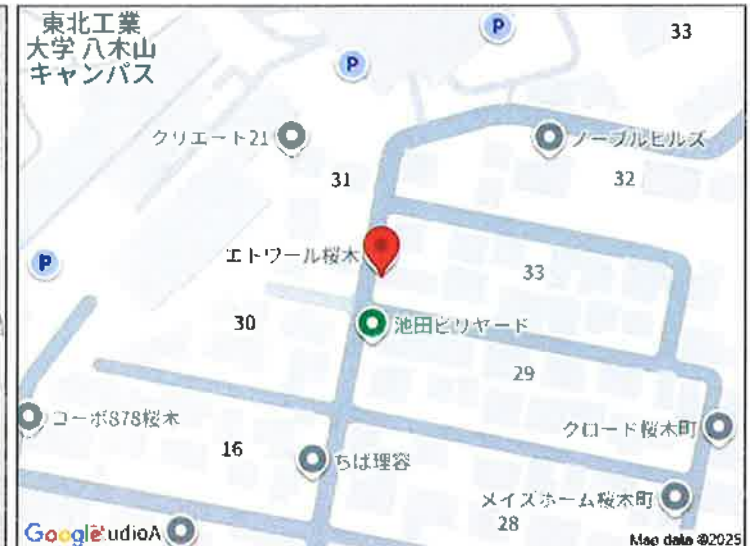 東北工業
大学 八木山
キャンパス
P
P
33
クリエート21
ノーブルヒルズ
31
32
エトワール桜木
P
33
30
池田ビリヤード
29
コーポ878桜木
クロード桜木町
16
ちば理容
メイズホーム桜木町
28
Google
udioA
Map data ©2025